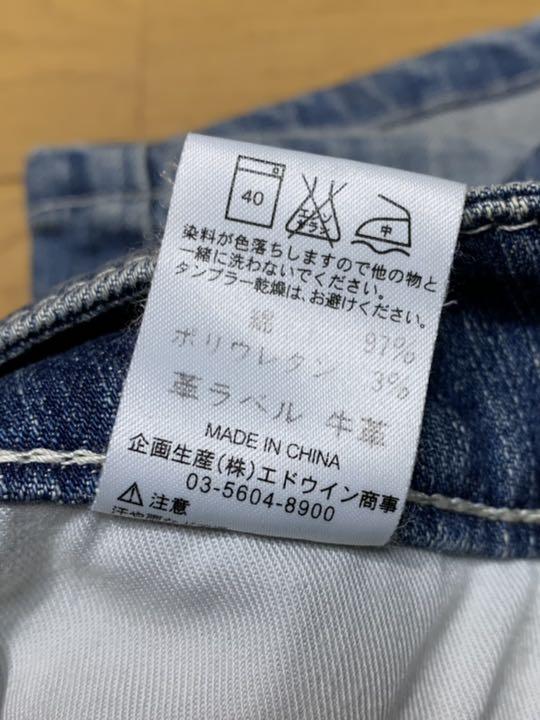 40
エンソ
サラシ
中
染料が色落ちしますので他の物と
一緒に洗わないでください。
タンブラー乾燥は、お避けください。
綿 97%
ポリウレタン 3%
革ラベル 牛革
MADE IN CHINA
企画生産(株)エドウイン商事
03-5604-8900
注意